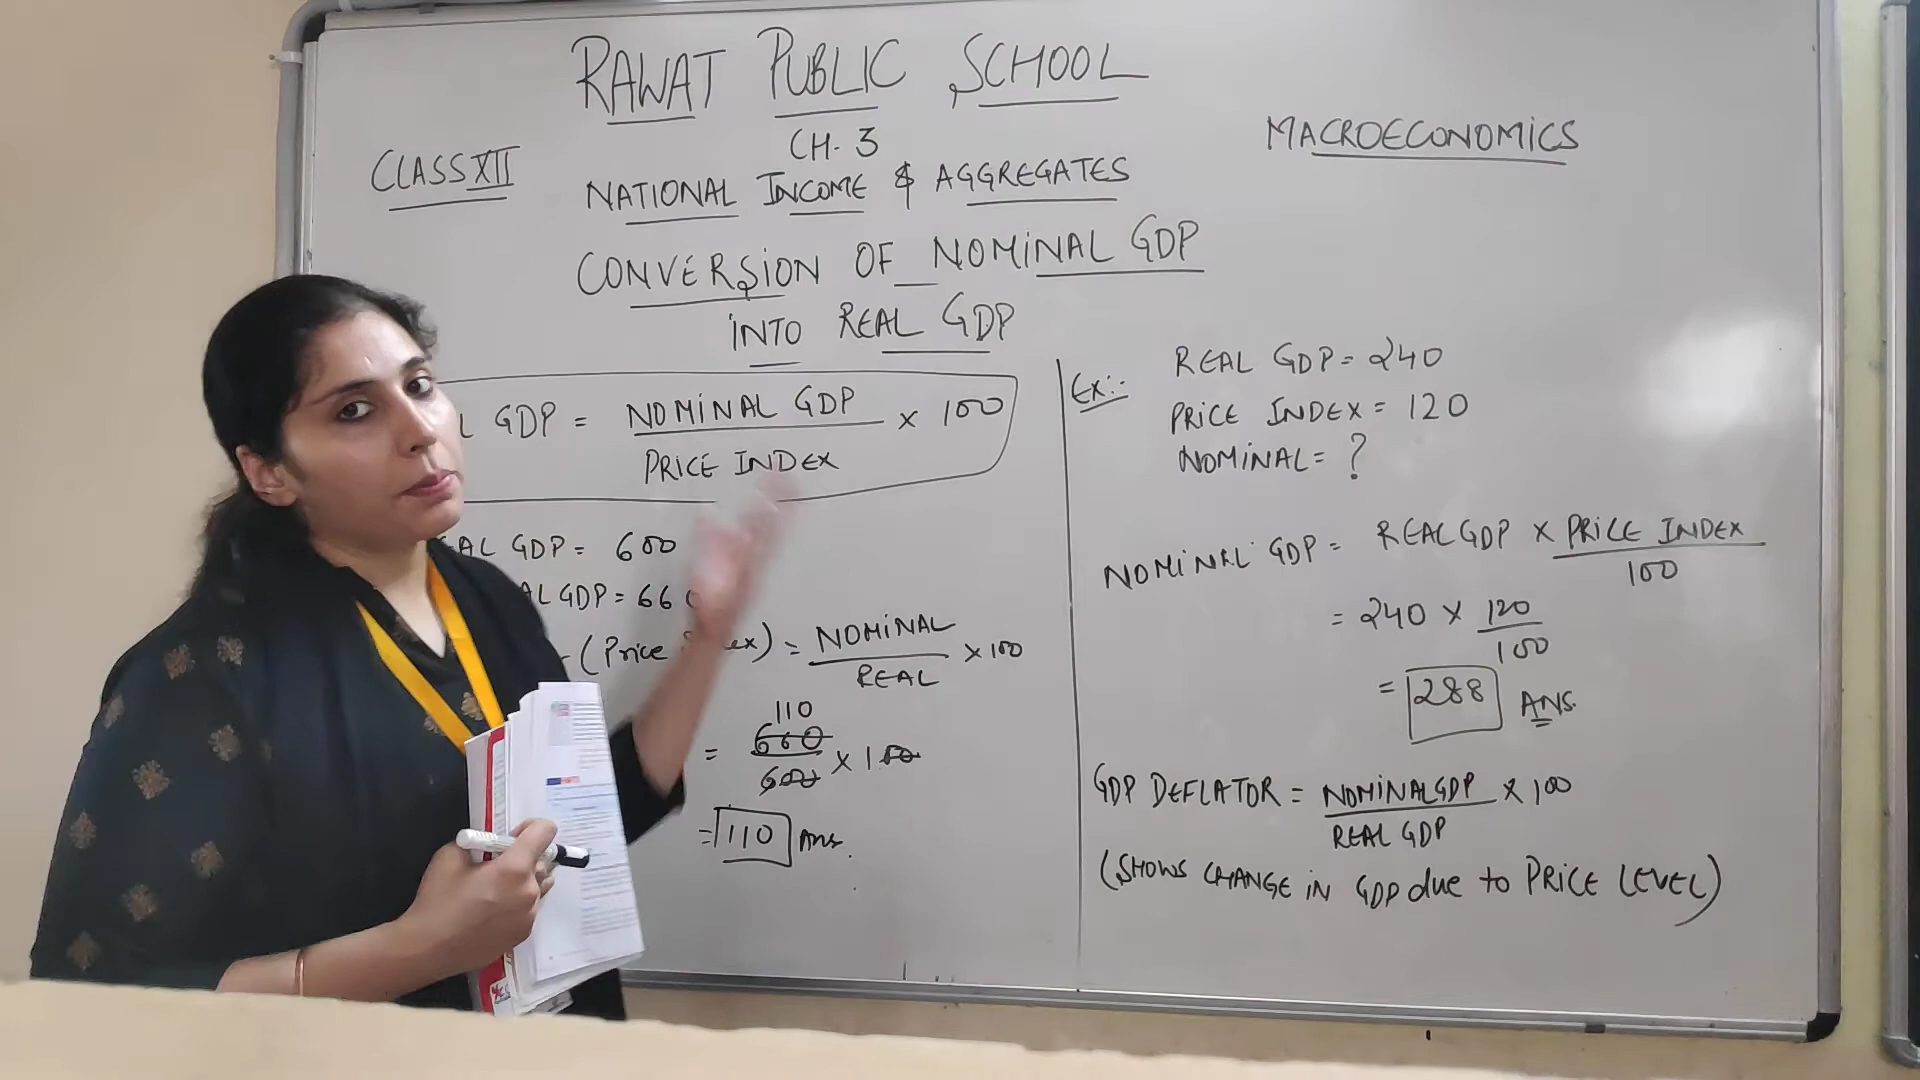 RAWAT PUBLIC SCHOOL
CH. 3
CLASS XII
MACROECONOMICS
NATIONAL INCOME & AGGREGATES
CONVERSION OF NOMINAL GDP
INTO REAL GDP
L GDP = NOMINAL GDP × 100
PRICE INDEX
AL GDP = 600
AL GDP = 660
(Price ex) = NOMINAL × 100
REAL
110
= 660 × 100
600
= 110 Ans.
Ex:-
REAL GDP = 240
PRICE INDEX = 120
NOMINAL = ?
NOMINAL GDP = REAL GDP × PRICE INDEX
100
= 240 × 120
100
= 288 ANS.
GDP DEFLATOR = NOMINAL GDP × 100
REAL GDP
(SHOWS CHANGE IN GDP due to PRICE LEVEL)